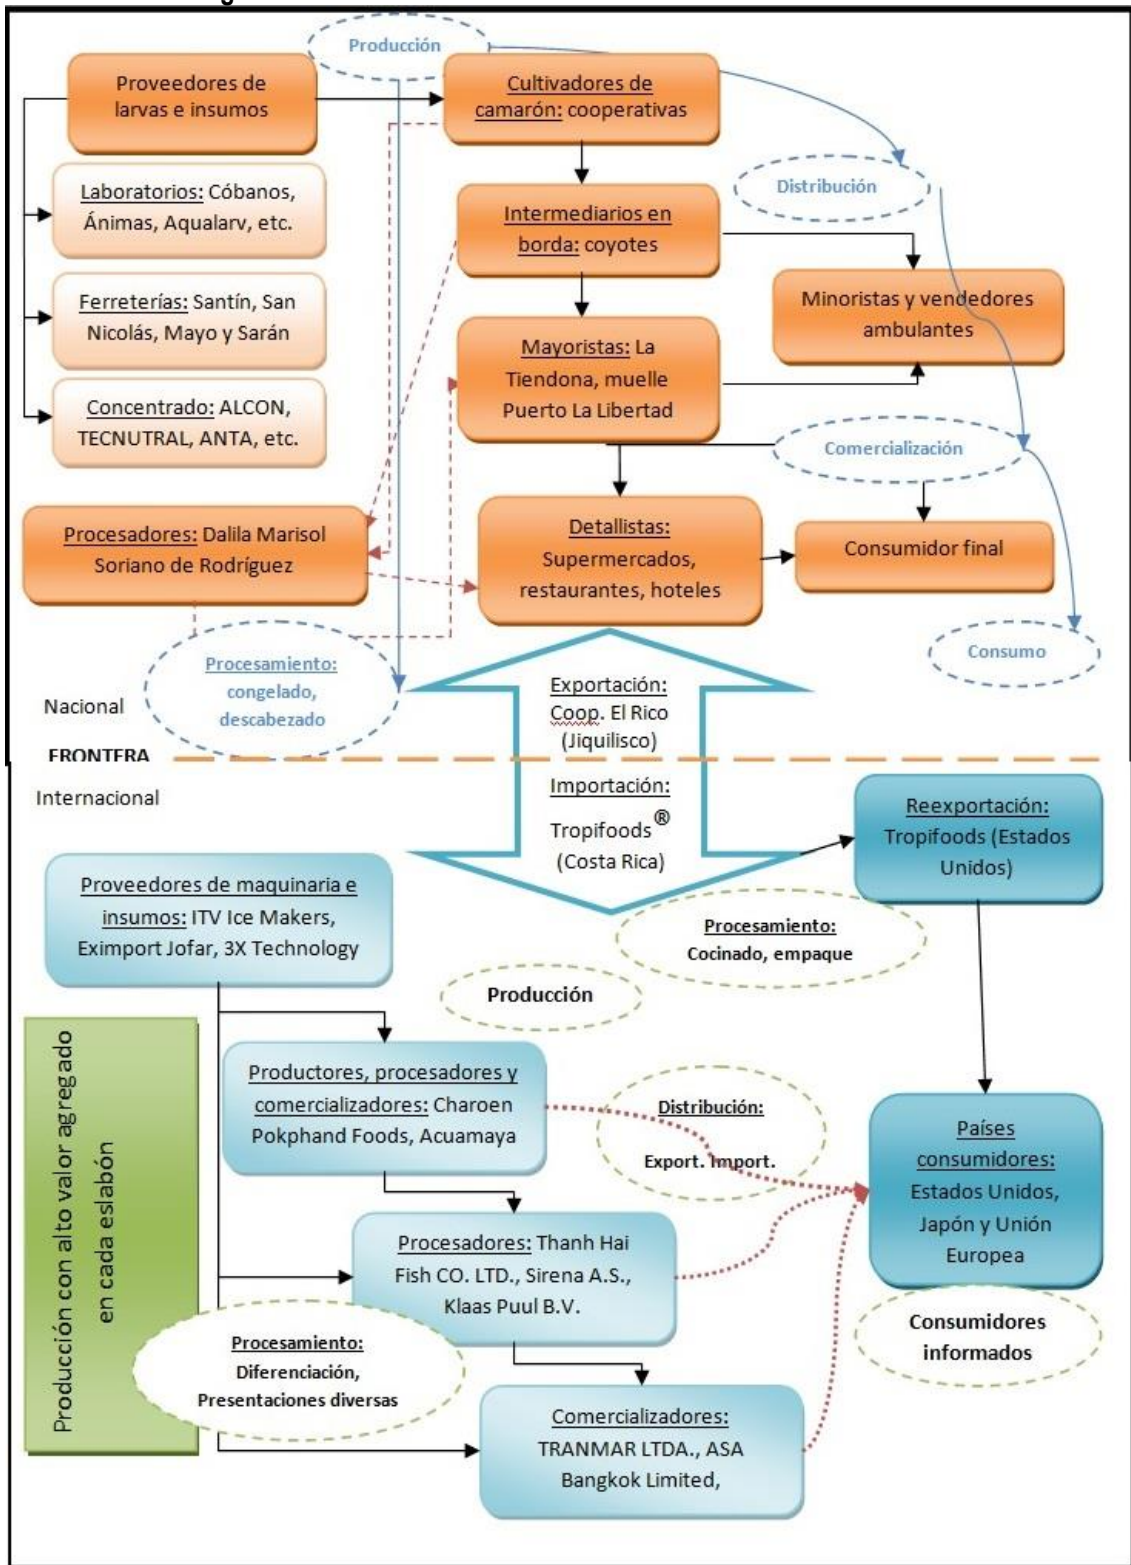 Producción
Proveedores de
larvas e insumos
Cultivadores de
camarón: cooperativas
Laboratorios: Cóbanos,
Ánimas, Aqualarv, etc.
Distribución
Intermediarios en
borda: coyotes
Ferreterías: Santín, San
Nicolás, Mayo y Sarán
Minoristas y vendedores
ambulantes
Mayoristas: La
Tiendona, muelle
Puerto La Libertad
Concentrado: ALCON,
TECNUTRAL, ANTA, etc.
Comercialización
Procesadores: Dalila Marisol
Soriano de Rodríguez
Detallistas:
Supermercados,
restaurantes, hoteles
Consumidor final
Consumo
Procesamiento:
congelado,
descabezado
Exportación:
Coop. El Rico
(Jiquilisco)
Nacional
FRONTERA
Internacional
Importación:
Tropifoods®
(Costa Rica)
Reexportación:
Tropifoods (Estados
Unidos)
Proveedores de maquinaria e
insumos: ITV Ice Makers,
Eximport Jofar, 3X Technology
Procesamiento:
Cocinado, empaque
Producción
Producción con alto valor agregado
en cada eslabón
Productores, procesadores y
comercializadores: Charoen
Pokphand Foods, Acuamaya
Distribución:
Export. Import.
Países
consumidores:
Estados Unidos,
Japón y Unión
Europea
Procesadores: Thanh Hai
Fish CO. LTD., Sirena A.S.,
Klaas Puul B.V.
Consumidores
informados
Procesamiento:
Diferenciación,
Presentaciones diversas
Comercializadores:
TRANMAR LTDA., ASA
Bangkok Limited,